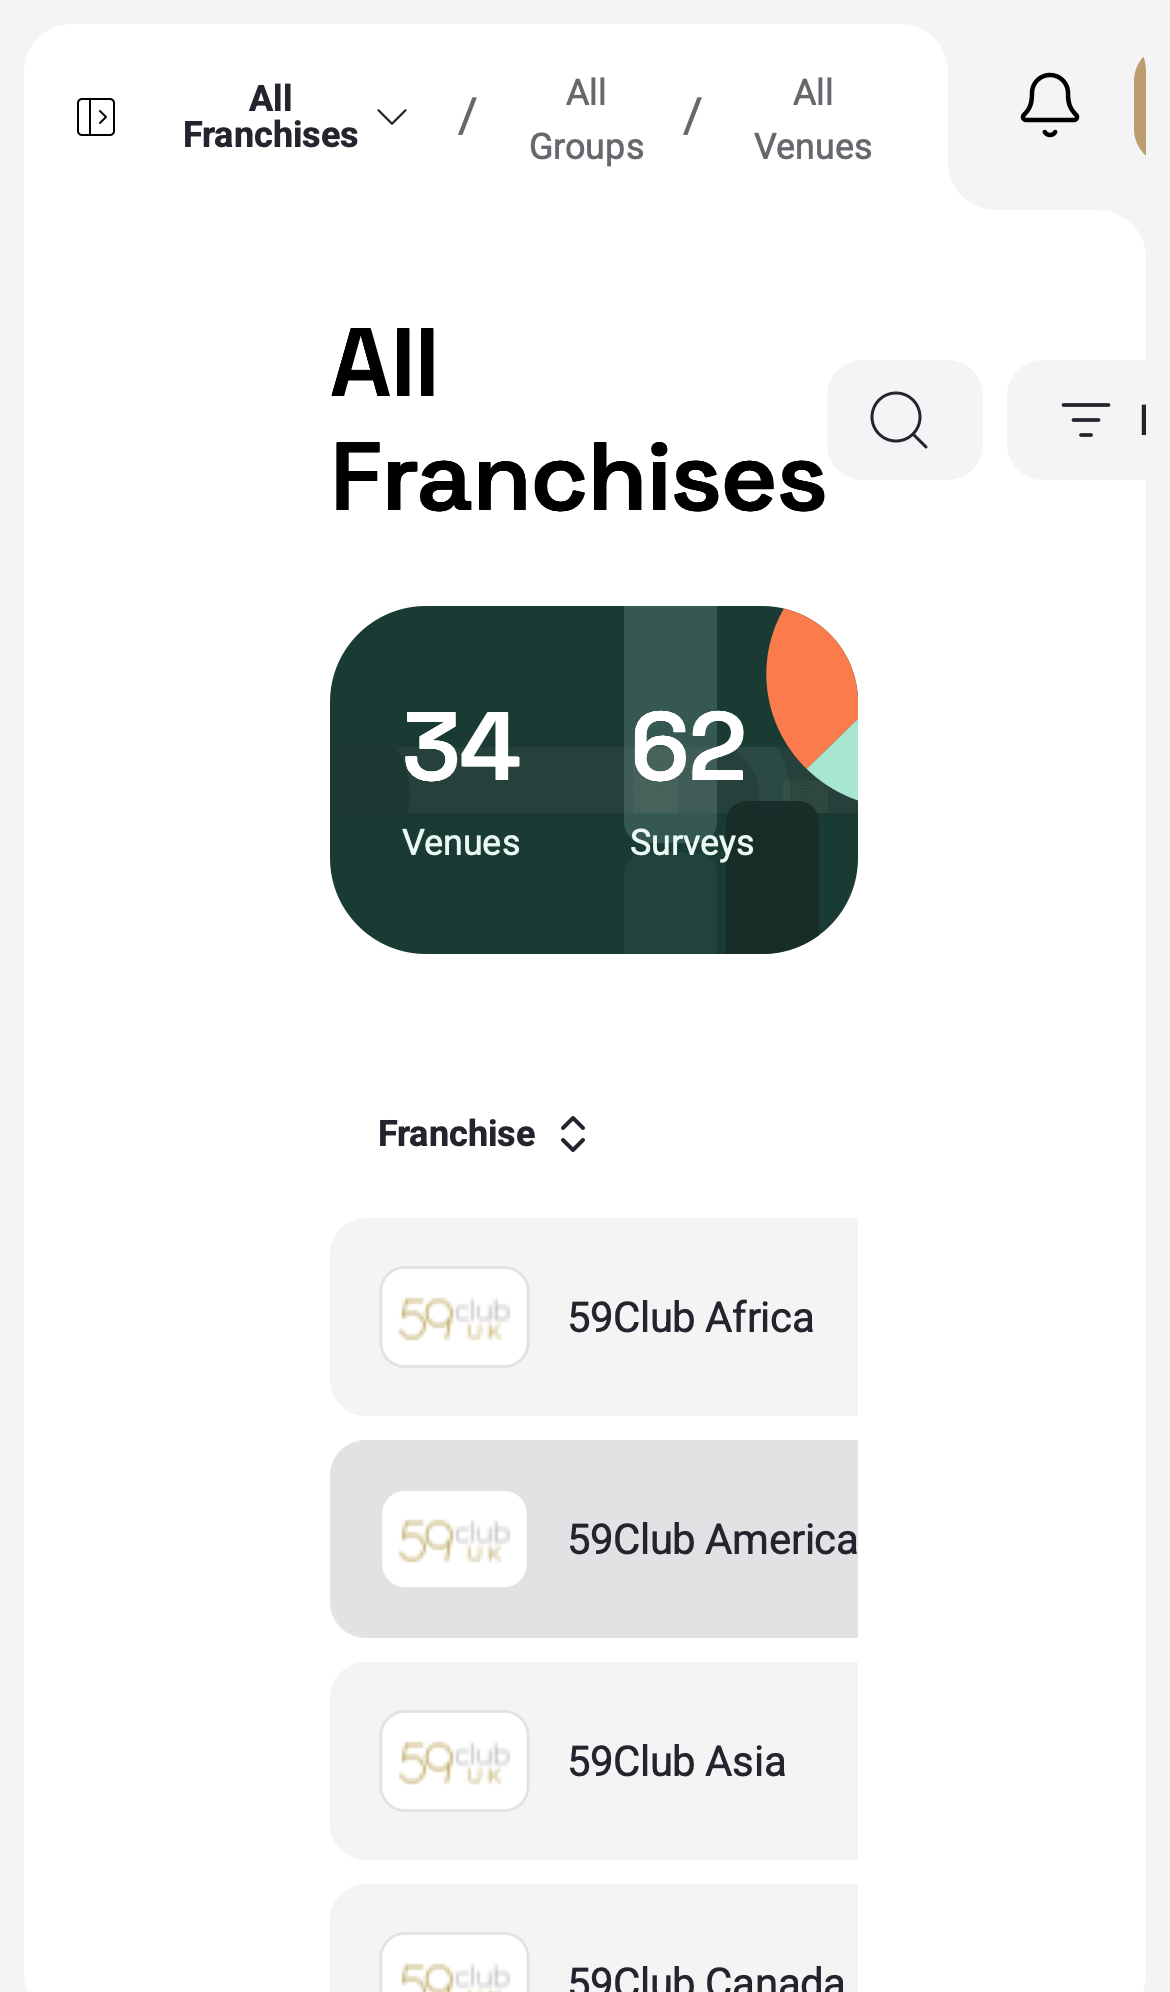 All
Franchises
/
All
Groups
/
All
Venues
All
Franchises
34
62
Venues
Surveys
Franchise
59club
UK
59Club Africa
59club
UK
59Club America
59club
UK
59Club Asia
59club
59Club Canada